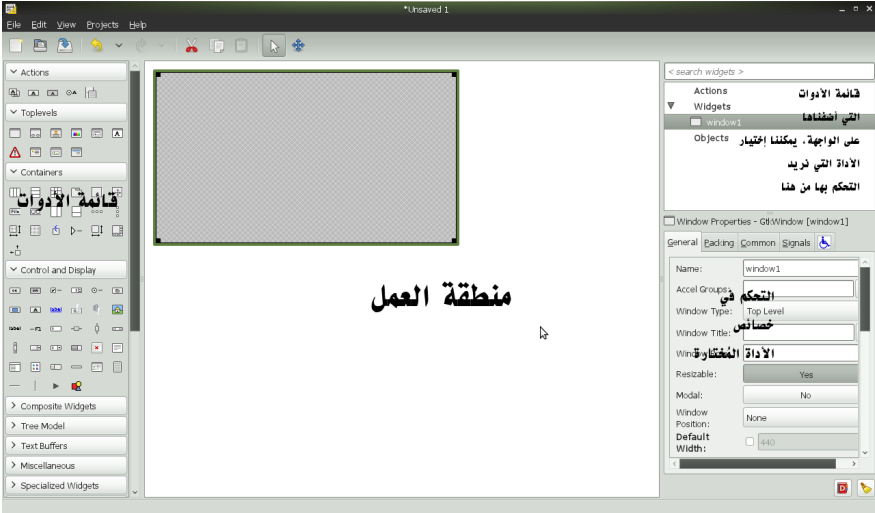 *Unsaved 1
File Edit View Projects Help
Actions
Toplevels
Containers
قائمة الأدوات
Control and Display
Composite Widgets
Tree Model
Text Buffers
Miscellaneous
Specialized Widgets
منطقة العمل
< search widgets >
Actions
Widgets
window1
Objects
قائمة الأدوات
التي أضفناها
على الواجهة. يمكننا إختيار
الأداة التي نريد
التحكم بها من هنا
Window Properties - GtkWindow [window1]
General Packing Common Signals
Name: window1
Accel Groups:
Window Type: Top Level
Window Title:
التحكم في
خصائص
الأداة المُختارة
Resizable: Yes
Modal: No
Window
Position: None
Default
Width: 440